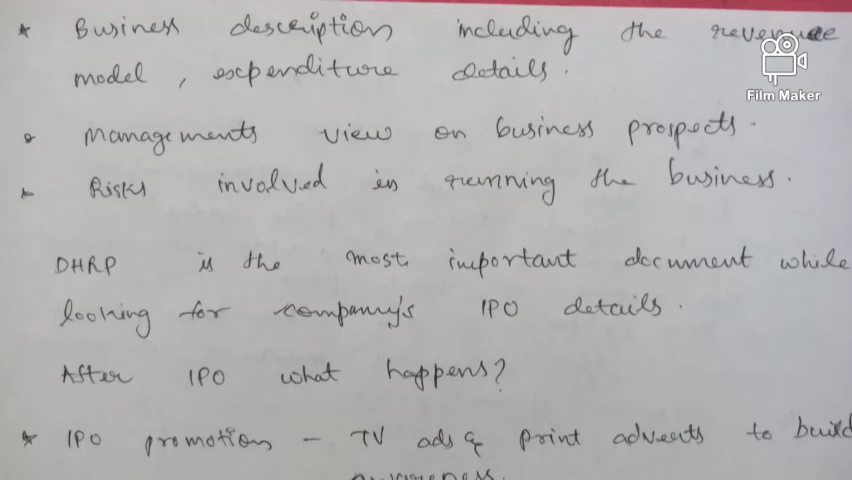 * Business description including the revenue
model, expenditure details.
Film Maker
* Managements view on business prospects.
* Risks involved in running the business.
DHRP is the most important document while
looking for company's IPO details.
After IPO what happens?
* IPO promotion - TV ads & print adverts to build
awareness.